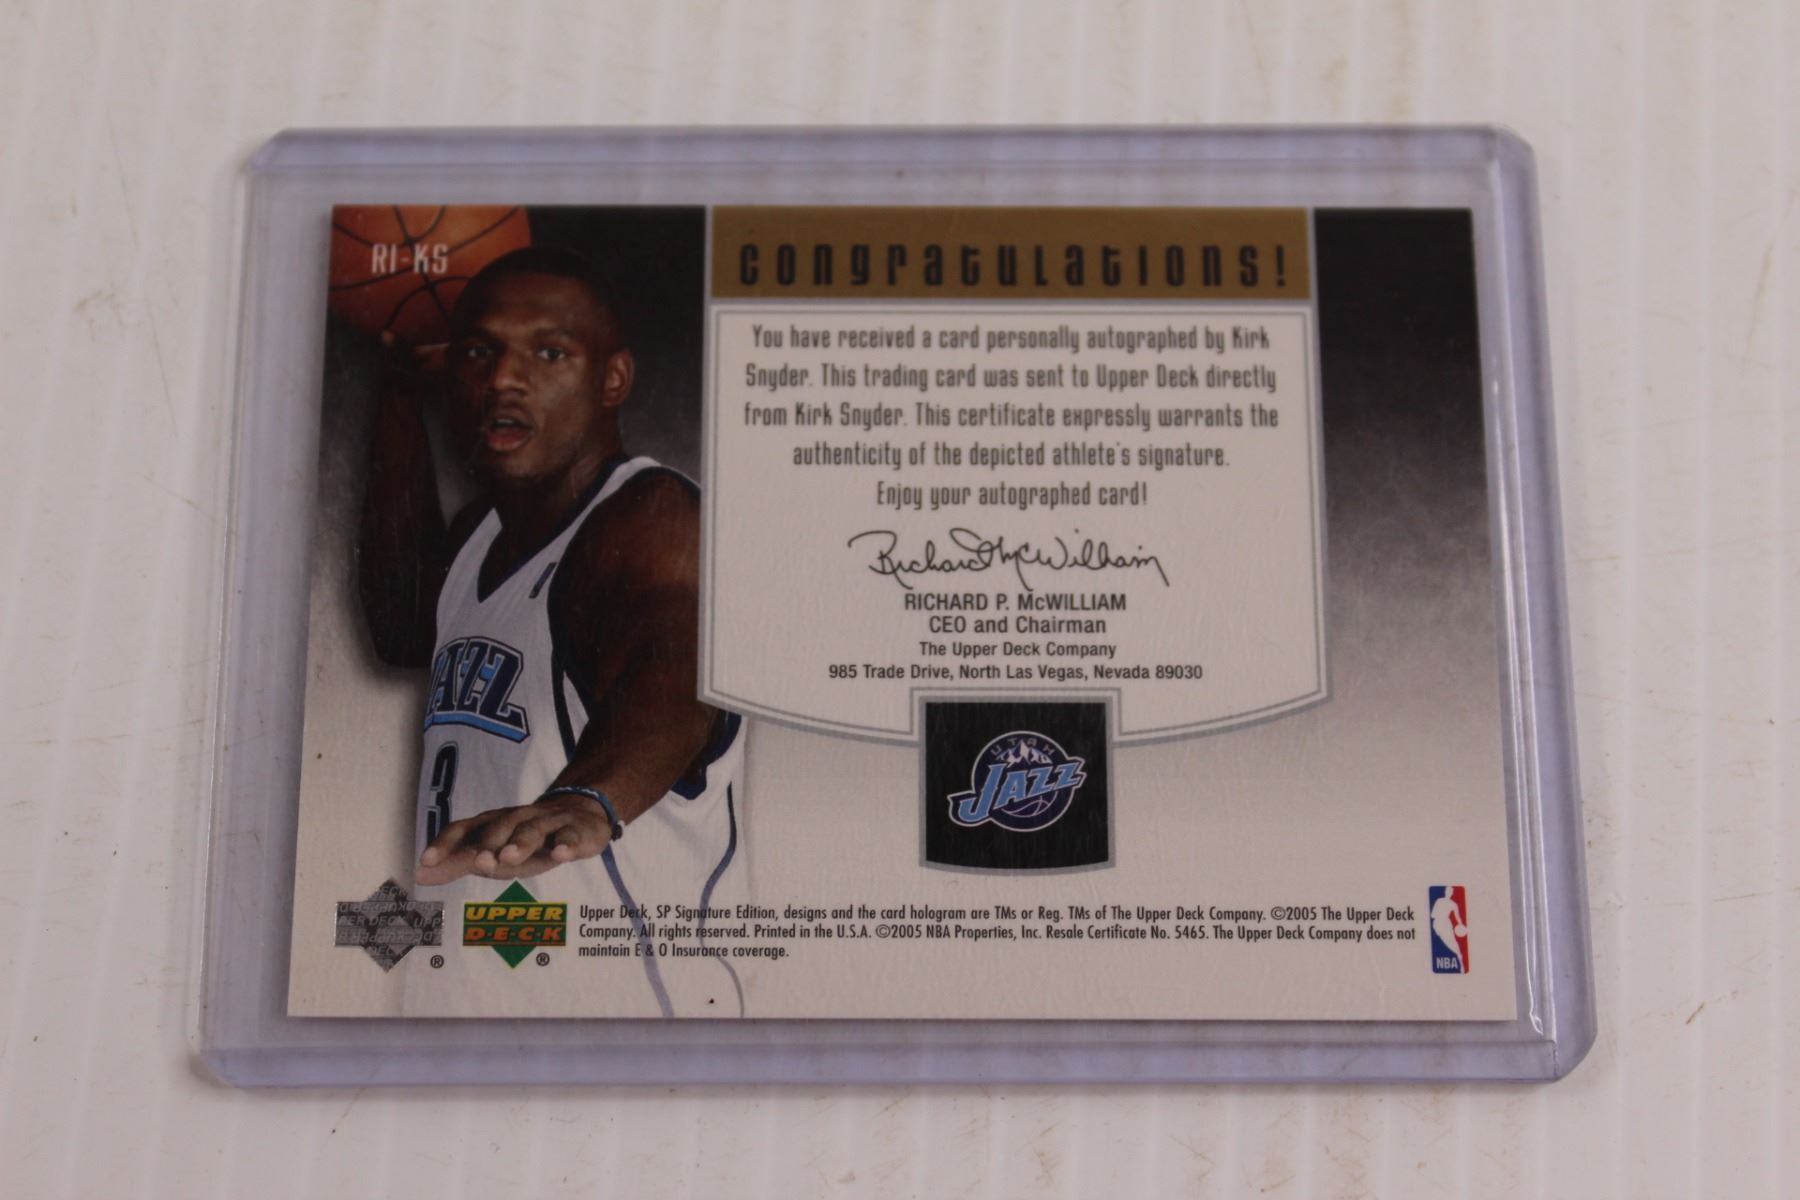 RI-KS
congratulations!
You have received a card personally autographed by Kirk
Snyder. This trading card was sent to Upper Deck directly
from Kirk Snyder. This certificate expressly warrants the
authenticity of the depicted athlete's signature.
Enjoy your autographed card!
Richard McWilliam
RICHARD P. McWILLIAM
CEO and Chairman
The Upper Deck Company
985 Trade Drive, North Las Vegas, Nevada 89030
JAZZ
3
UTAH
JAZZ
UPPER
D·E·C·K
®
®
Upper Deck, SP Signature Edition, designs and the card hologram are TMs or Reg. TMs of The Upper Deck Company. ©2005 The Upper Deck
Company. All rights reserved. Printed in the U.S.A. ©2005 NBA Properties, Inc. Resale Certificate No. 5465. The Upper Deck Company does not
maintain E & O Insurance coverage.
NBA